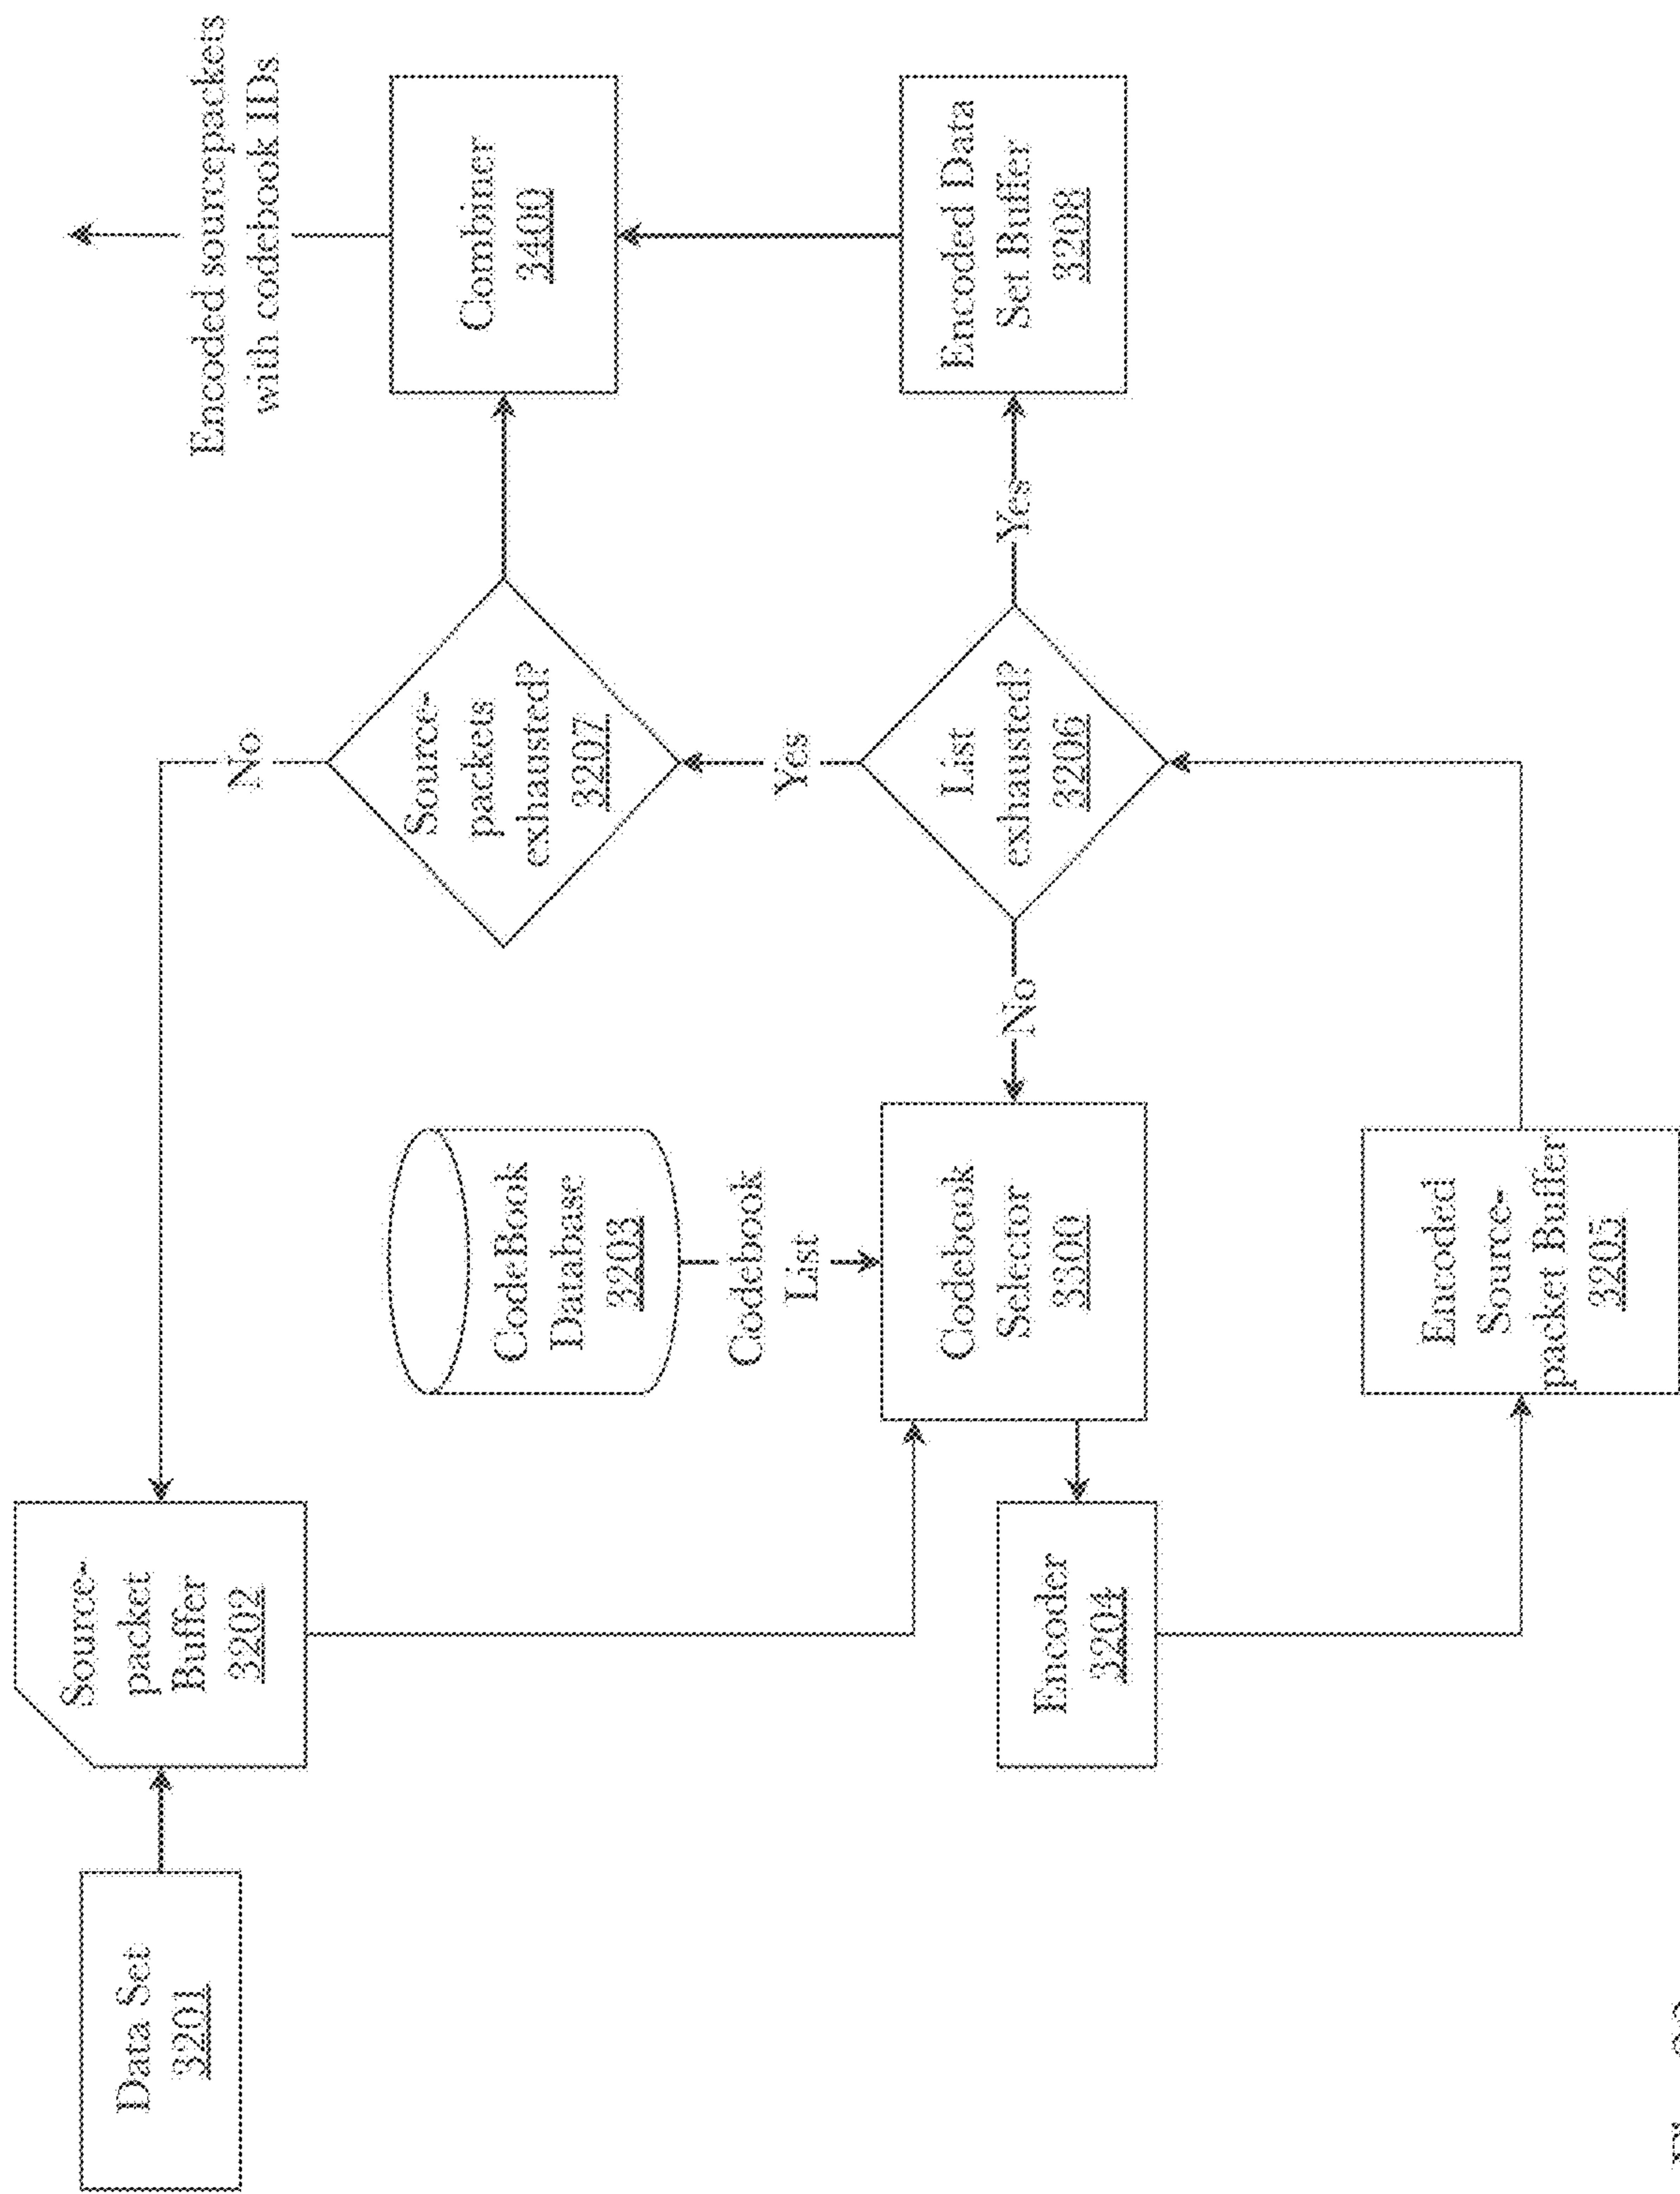 Data Set
3201
Source-
packet
Buffer
3202
CodeBook
Database
3203
Codebook
List
Codebook
Selector
3300
Encoder
3204
Encoded
Source-
packet Buffer
3205
No
List
exhausted?
3206
Yes
Yes
Source-
packets
exhausted?
3207
No
Encoded Data
Set Buffer
3208
Combiner
3400
Encoded sourcepackets
with codebook IDs